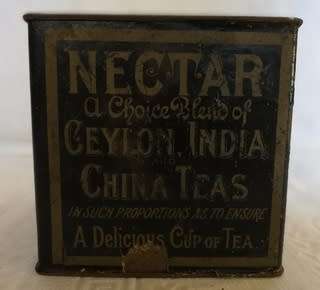 NECTAR
A Choice Blend of
CEYLON, INDIA
AND
CHINA TEAS
IN SUCH PROPORTIONS AS TO ENSURE
A DELICIOUS CUP OF TEA